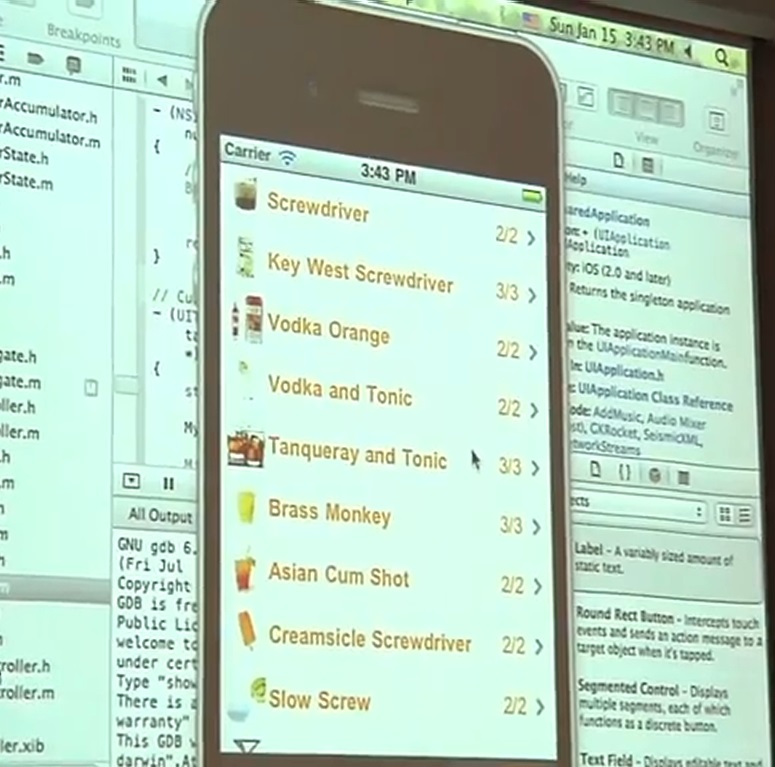 Sun Jan 15 3:43 PM
Breakpoints
View
Organizer
.m
rAccumulator.h
rAccumulator.m
rState.h
rState.m
.h
.m
gate.h
gate.m
ller.h
ller.m
.h
.m
troller.h
troller.m
ler.xib
- (NS
{
}
- (UI
{
All Output
GNU gdb 6.
(Fri Jul
Copyright
GDB is fre
Public Lic
welcome to
under cert
Type "show
There is a
warranty"
This GDB w
darwin".At
Carrier
3:43 PM
Screwdriver 2/2
Key West Screwdriver 3/3
Vodka Orange 2/2
Vodka and Tonic 2/2
Tanqueray and Tonic 3/3
Brass Monkey 3/3
Asian Cum Shot 2/2
Creamsicle Screwdriver 2/2
Slow Screw 2/2
Help
aredApplication
+ (UIApplication
Application
ty: iOS (2.0 and later)
Returns the singleton application
alue: The application instance is
n the UIApplicationMain function.
UIApplication.h
UIApplication Class Reference
ode: AddMusic, Audio Mixer
GKRocket, SeismicXML,
tworkStreams
{}
ects
Label - A variably sized amount of
static text.
Round Rect Button - Intercepts touch
events and sends an action message to a
target object when it's tapped.
Segmented Control - Displays
multiple segments, each of which
functions as a discrete button.
Text Field - Displays editable text and